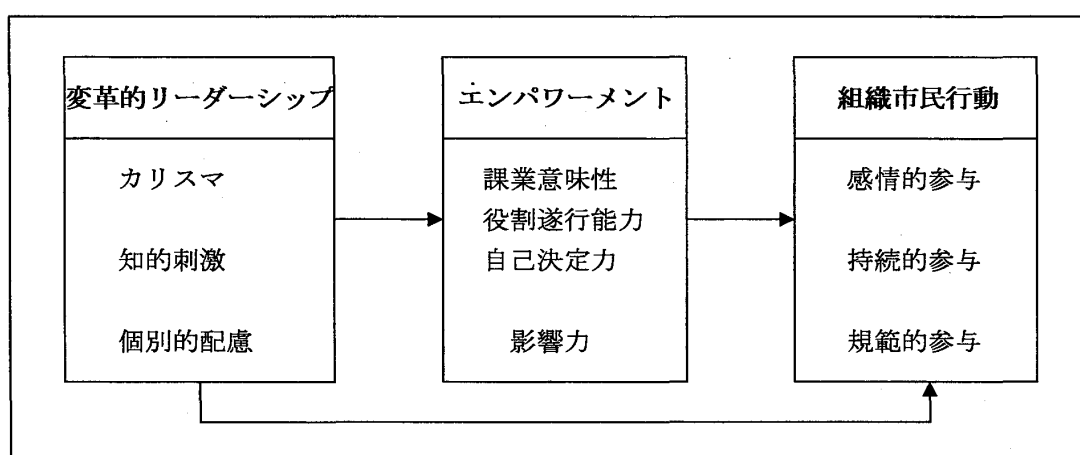 変革的リーダーシップ
カリスマ
知的刺激
個別的配慮
エンパワーメント
課業意味性
役割遂行能力
自己決定力
影響力
組織市民行動
感情的参与
持続的参与
規範的参与